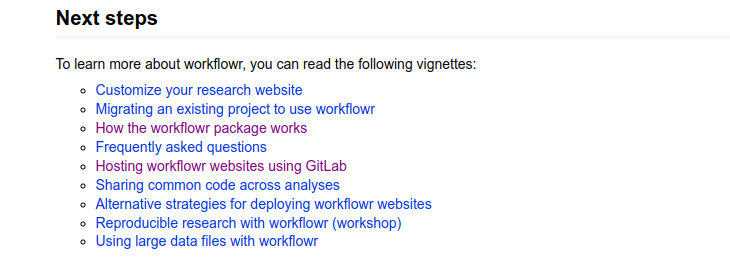 Next steps
To learn more about workflowr, you can read the following vignettes:
Customize your research website
Migrating an existing project to use workflowr
How the workflowr package works
Frequently asked questions
Hosting workflowr websites using GitLab
Sharing common code across analyses
Alternative strategies for deploying workflowr websites
Reproducible research with workflowr (workshop)
Using large data files with workflowr